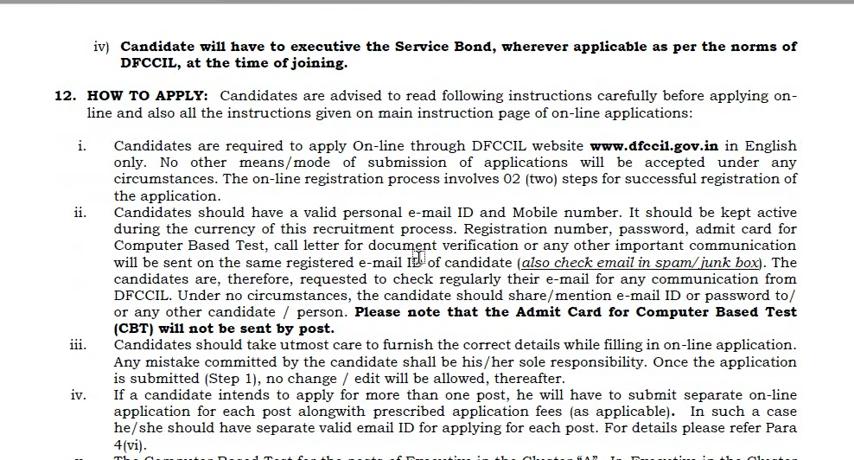 iv) Candidate will have to executive the Service Bond, wherever applicable as per the norms of
DFCCIL, at the time of joining.
12. HOW TO APPLY: Candidates are advised to read following instructions carefully before applying on-
line and also all the instructions given on main instruction page of on-line applications:
i. Candidates are required to apply On-line through DFCCIL website www.dfccil.gov.in in English
only. No other means/mode of submission of applications will be accepted under any
circumstances. The on-line registration process involves 02 (two) steps for successful registration of
the application.
ii. Candidates should have a valid personal e-mail ID and Mobile number. It should be kept active
during the currency of this recruitment process. Registration number, password, admit card for
Computer Based Test, call letter for document verification or any other important communication
will be sent on the same registered e-mail ID of candidate (also check email in spam/junk box). The
candidates are, therefore, requested to check regularly their e-mail for any communication from
DFCCIL. Under no circumstances, the candidate should share/mention e-mail ID or password to/
or any other candidate / person. Please note that the Admit Card for Computer Based Test
(CBT) will not be sent by post.
iii. Candidates should take utmost care to furnish the correct details while filling in on-line application.
Any mistake committed by the candidate shall be his/her sole responsibility. Once the application
is submitted (Step 1), no change / edit will be allowed, thereafter.
iv. If a candidate intends to apply for more than one post, he will have to submit separate on-line
application for each post alongwith prescribed application fees (as applicable). In such a case
he/she should have separate valid email ID for applying for each post. For details please refer Para
4(vi).